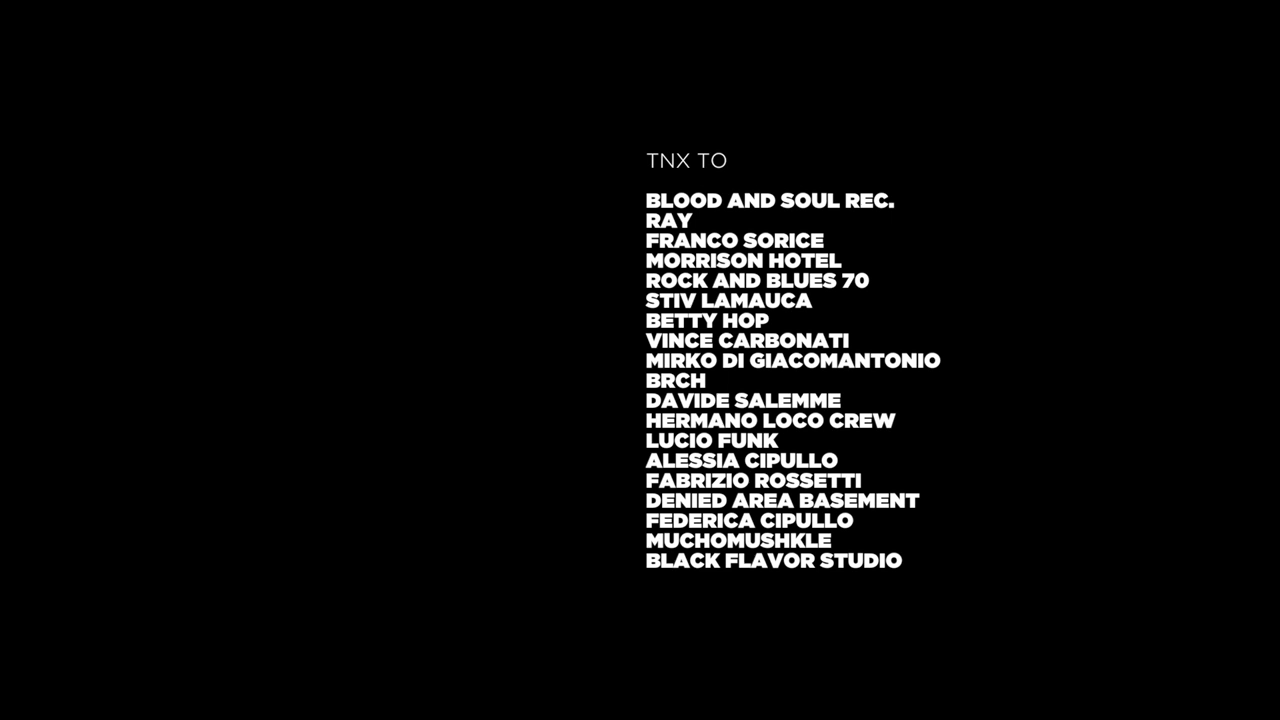 TNX TO
BLOOD AND SOUL REC.
RAY
FRANCO SORICE
MORRISON HOTEL
ROCK AND BLUES 70
STIV LAMAUCA
BETTY HOP
VINCE CARBONATI
MIRKO DI GIACOMANTONIO
BRCH
DAVIDE SALEMME
HERMANO LOCO CREW
LUCIO FUNK
ALESSIA CIPULLO
FABRIZIO ROSSETTI
DENIED AREA BASEMENT
FEDERICA CIPULLO
MUCHOMUSHKLE
BLACK FLAVOR STUDIO